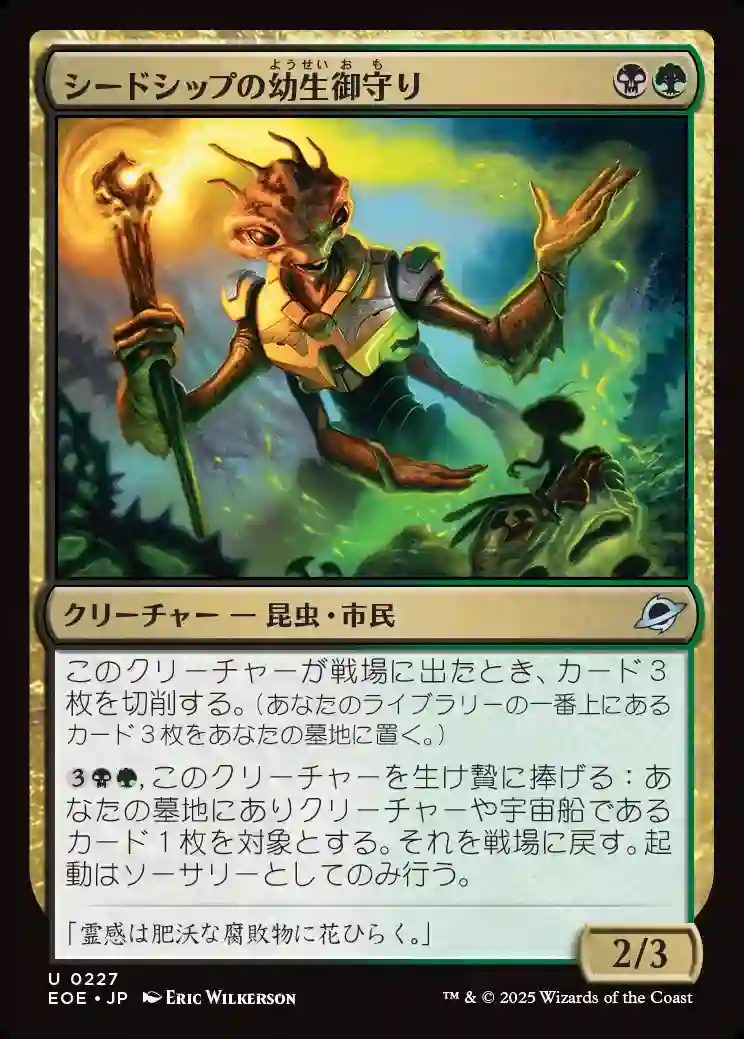 ようせい お も
シードシップの幼生御守り
クリーチャー — 昆虫・市民
このクリーチャーが戦場に出たとき、カード3
枚を切削する。(あなたのライブラリーの一番上にある
カード3枚をあなたの墓地に置く。)
3,このクリーチャーを生け贄に捧げる:あ
なたの墓地にありクリーチャーや宇宙船である
カード1枚を対象とする。それを戦場に戻す。起
動はソーサリーとしてのみ行う。
「霊感は肥沃な腐敗物に花ひらく。」
2/3
U 0227
EOE • JP Eric Wilkerson
™ & © 2025 Wizards of the Coast